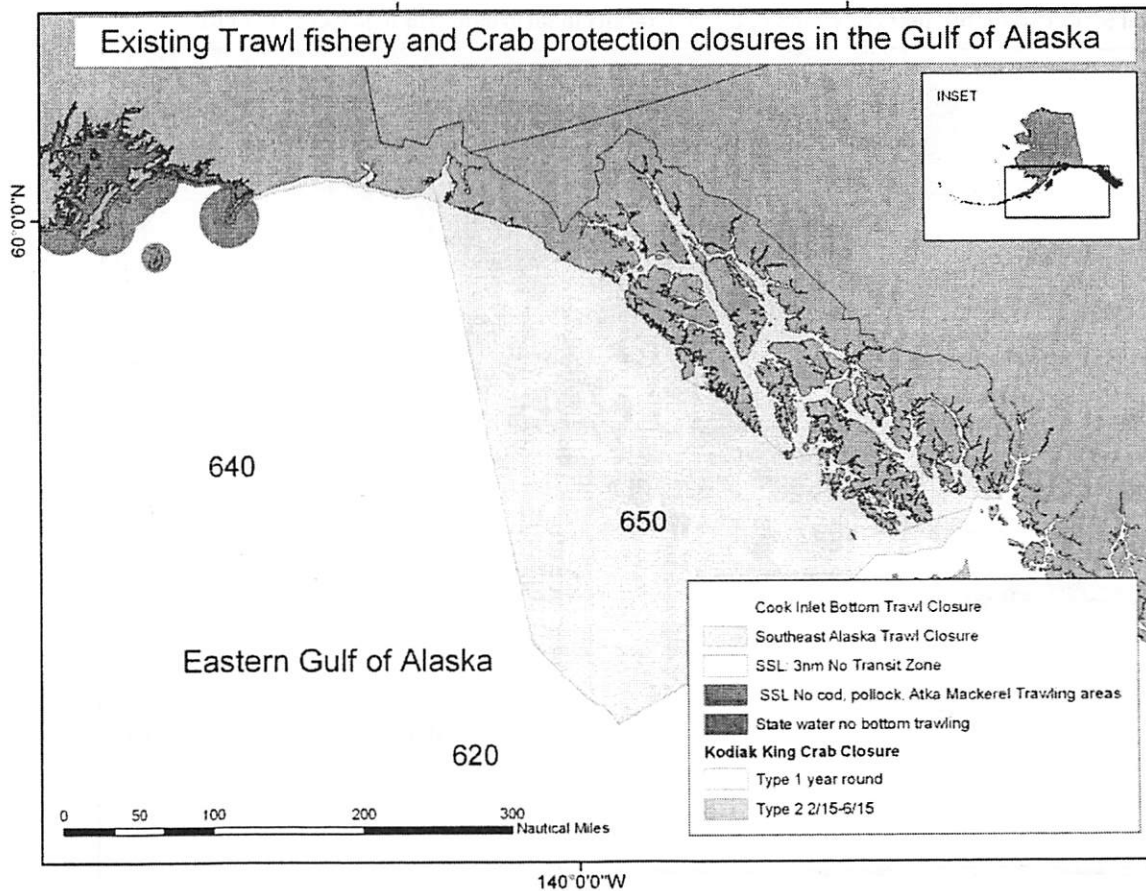 Existing Trawl fishery and Crab protection closures in the Gulf of Alaska
INSET
60°0'0"N
640
650
Eastern Gulf of Alaska
620
Cook Inlet Bottom Trawl Closure
Southeast Alaska Trawl Closure
SSL: 3nm No Transit Zone
SSL No cod, pollock, Atka Mackerel Trawling areas
State water no bottom trawling
Kodiak King Crab Closure
Type 1 year round
Type 2 2/15-6/15
0 50 100 200 300
Nautical Miles
140°0'0"W